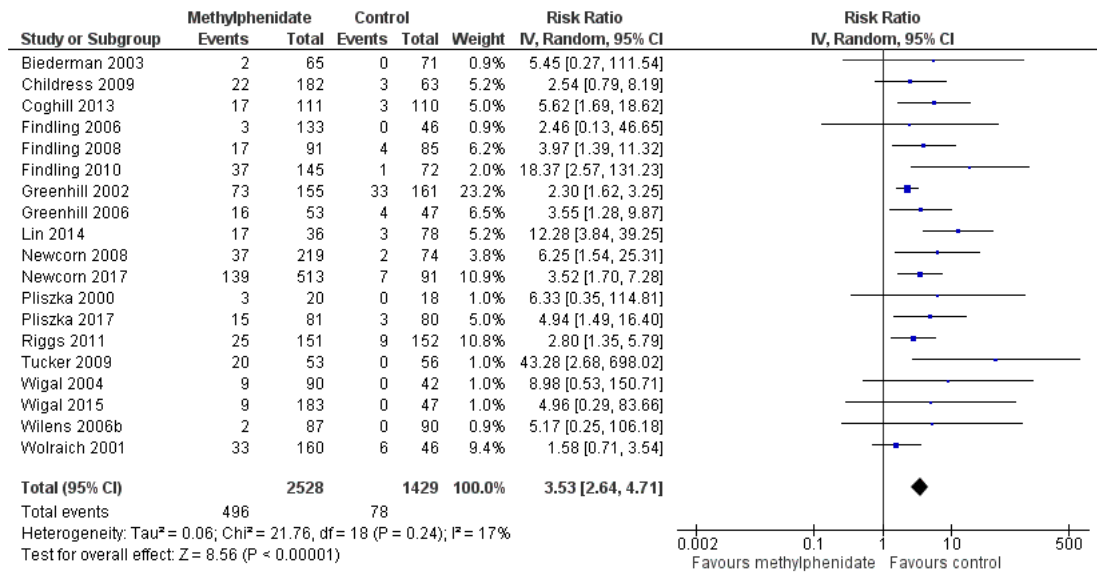 Methylphenidate Control Risk Ratio Risk Ratio
Study or Subgroup Events Total Events Total Weight IV, Random, 95% CI IV, Random, 95% CI
Biederman 2003 2 65 0 71 0.9% 5.45 [0.27, 111.54]
Childress 2009 22 182 3 63 5.2% 2.54 [0.79, 8.19]
Coghill 2013 17 111 3 110 5.0% 5.62 [1.69, 18.62]
Findling 2006 3 133 0 46 0.9% 2.46 [0.13, 46.65]
Findling 2008 17 91 4 85 6.2% 3.97 [1.39, 11.32]
Findling 2010 37 145 1 72 2.0% 18.37 [2.57, 131.23]
Greenhill 2002 73 155 33 161 23.2% 2.30 [1.62, 3.25]
Greenhill 2006 16 53 4 47 6.5% 3.55 [1.28, 9.87]
Lin 2014 17 36 3 78 5.2% 12.28 [3.84, 39.25]
Newcorn 2008 37 219 2 74 3.8% 6.25 [1.54, 25.31]
Newcorn 2017 139 513 7 91 10.9% 3.52 [1.70, 7.28]
Pliszka 2000 3 20 0 18 1.0% 6.33 [0.35, 114.81]
Pliszka 2017 15 81 3 80 5.0% 4.94 [1.49, 16.40]
Riggs 2011 25 151 9 152 10.8% 2.80 [1.35, 5.79]
Tucker 2009 20 53 0 56 1.0% 43.28 [2.68, 698.02]
Wigal 2004 9 90 0 42 1.0% 8.98 [0.53, 150.71]
Wigal 2015 9 183 0 47 1.0% 4.96 [0.29, 83.66]
Wilens 2006b 2 87 0 90 0.9% 5.17 [0.25, 106.18]
Wolraich 2001 33 160 6 46 9.4% 1.58 [0.71, 3.54]
Total (95% CI) 2528 1429 100.0% 3.53 [2.64, 4.71]
Total events 496 78
Heterogeneity: Tau² = 0.06; Chi² = 21.76, df = 18 (P = 0.24); I² = 17%
Test for overall effect: Z = 8.56 (P < 0.00001)
0.002 0.1 1 10 500
Favours methylphenidate Favours control